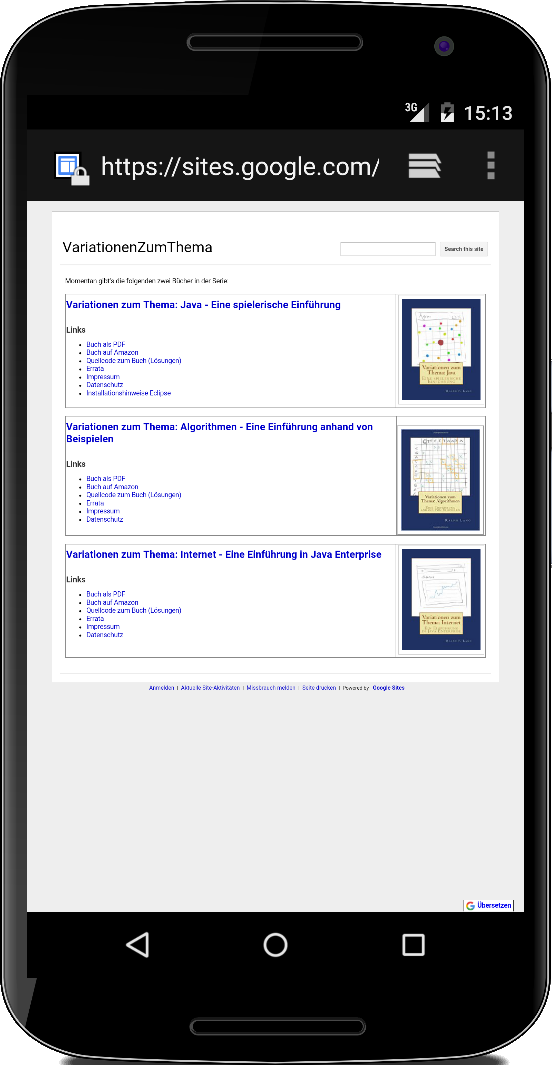 3G 15:13
https://sites.google.com/
VariationenZumThema
Search this site
Momentan gibt's die folgenden zwei Bücher in der Serie:
Variationen zum Thema: Java - Eine spielerische Einführung
Links
Buch als PDF
Buch auf Amazon
Quellcode zum Buch (Lösungen)
Errata
Impressum
Datenschutz
Installationshinweise Eclipse
Variationen zum
Thema: Java
Variationen zum Thema: Algorithmen - Eine Einführung anhand von
Beispielen
Links
Buch als PDF
Buch auf Amazon
Quellcode zum Buch (Lösungen)
Errata
Impressum
Datenschutz
Variationen zum
Thema: Algorithmen
Variationen zum Thema: Internet - Eine Einführung in Java Enterprise
Links
Buch als PDF
Buch auf Amazon
Quellcode zum Buch (Lösungen)
Errata
Impressum
Datenschutz
Variationen zum
Thema: Internet
Anmelden | Aktuelle Site-Aktivitäten | Missbrauch melden | Seite drucken | Powered by Google Sites
Übersetzen